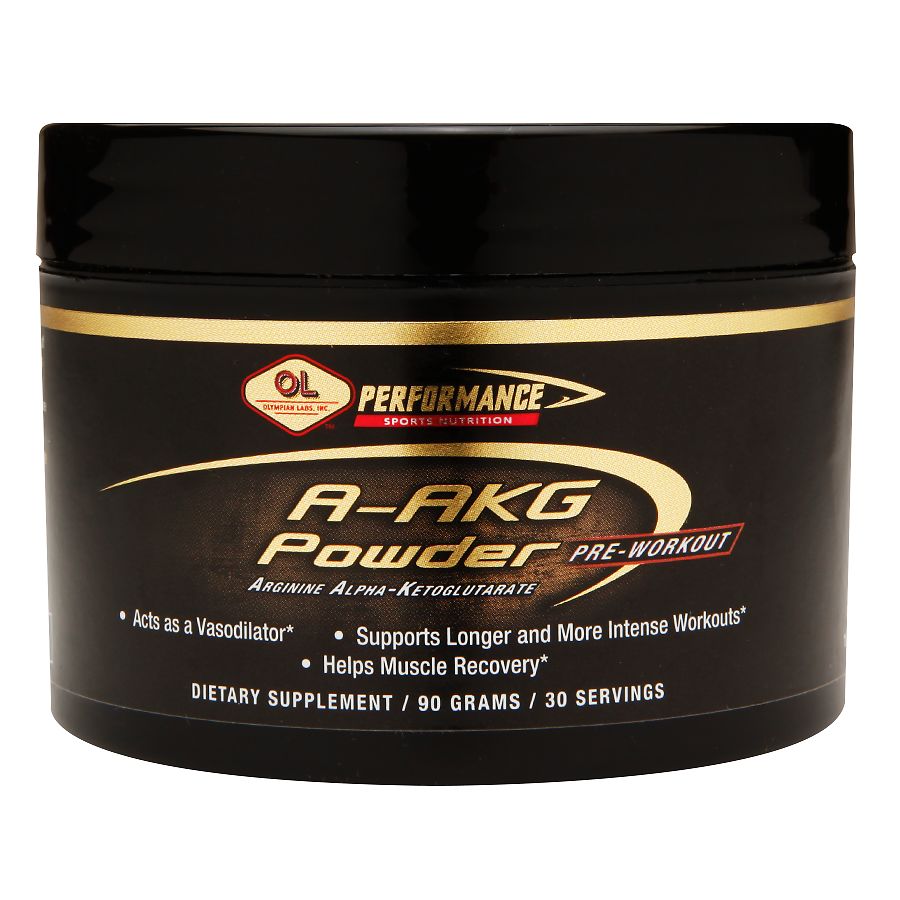 OL
OLYMPIAN LABS, INC.
TM
PERFORMANCE
SPORTS NUTRITION
A-AKG
Powder
PRE-WORKOUT
ARGININE ALPHA-KETOGLUTARATE
• Acts as a Vasodilator* • Supports Longer and More Intense Workouts*
• Helps Muscle Recovery*
DIETARY SUPPLEMENT / 90 GRAMS / 30 SERVINGS